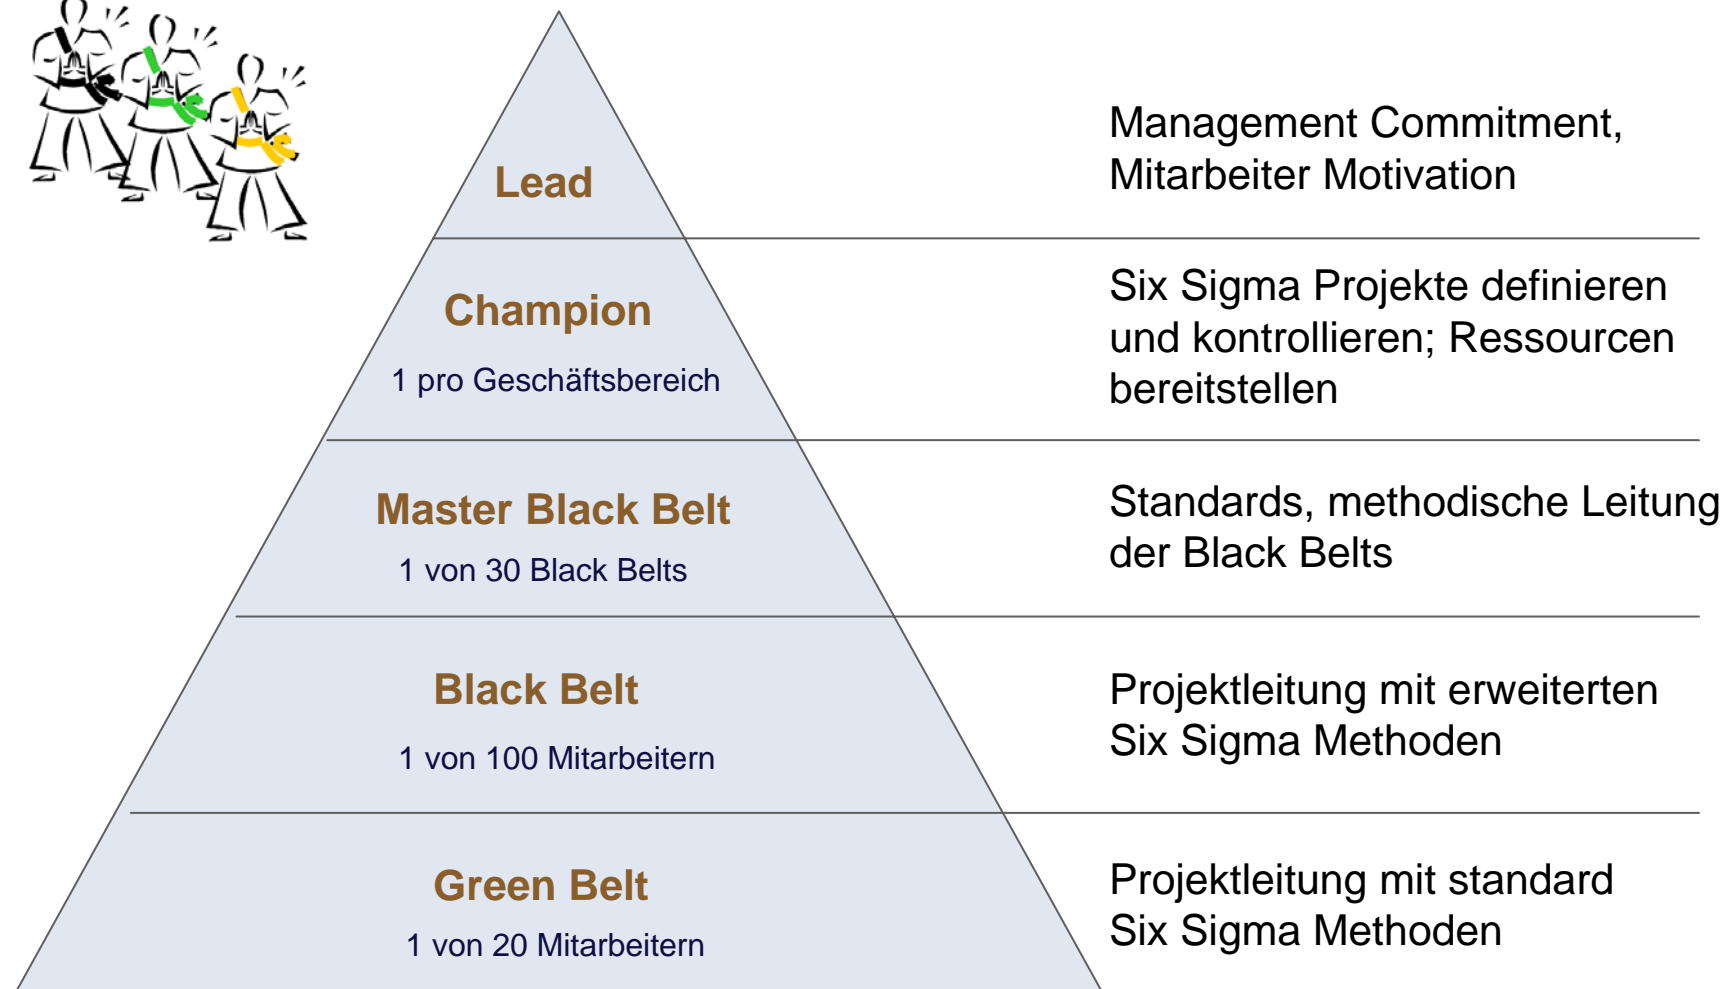 Lead
Management Commitment,
Mitarbeiter Motivation
Champion
1 pro Geschäftsbereich
Six Sigma Projekte definieren
und kontrollieren; Ressourcen
bereitstellen
Master Black Belt
1 von 30 Black Belts
Standards, methodische Leitung
der Black Belts
Black Belt
1 von 100 Mitarbeitern
Projektleitung mit erweiterten
Six Sigma Methoden
Green Belt
1 von 20 Mitarbeitern
Projektleitung mit standard
Six Sigma Methoden